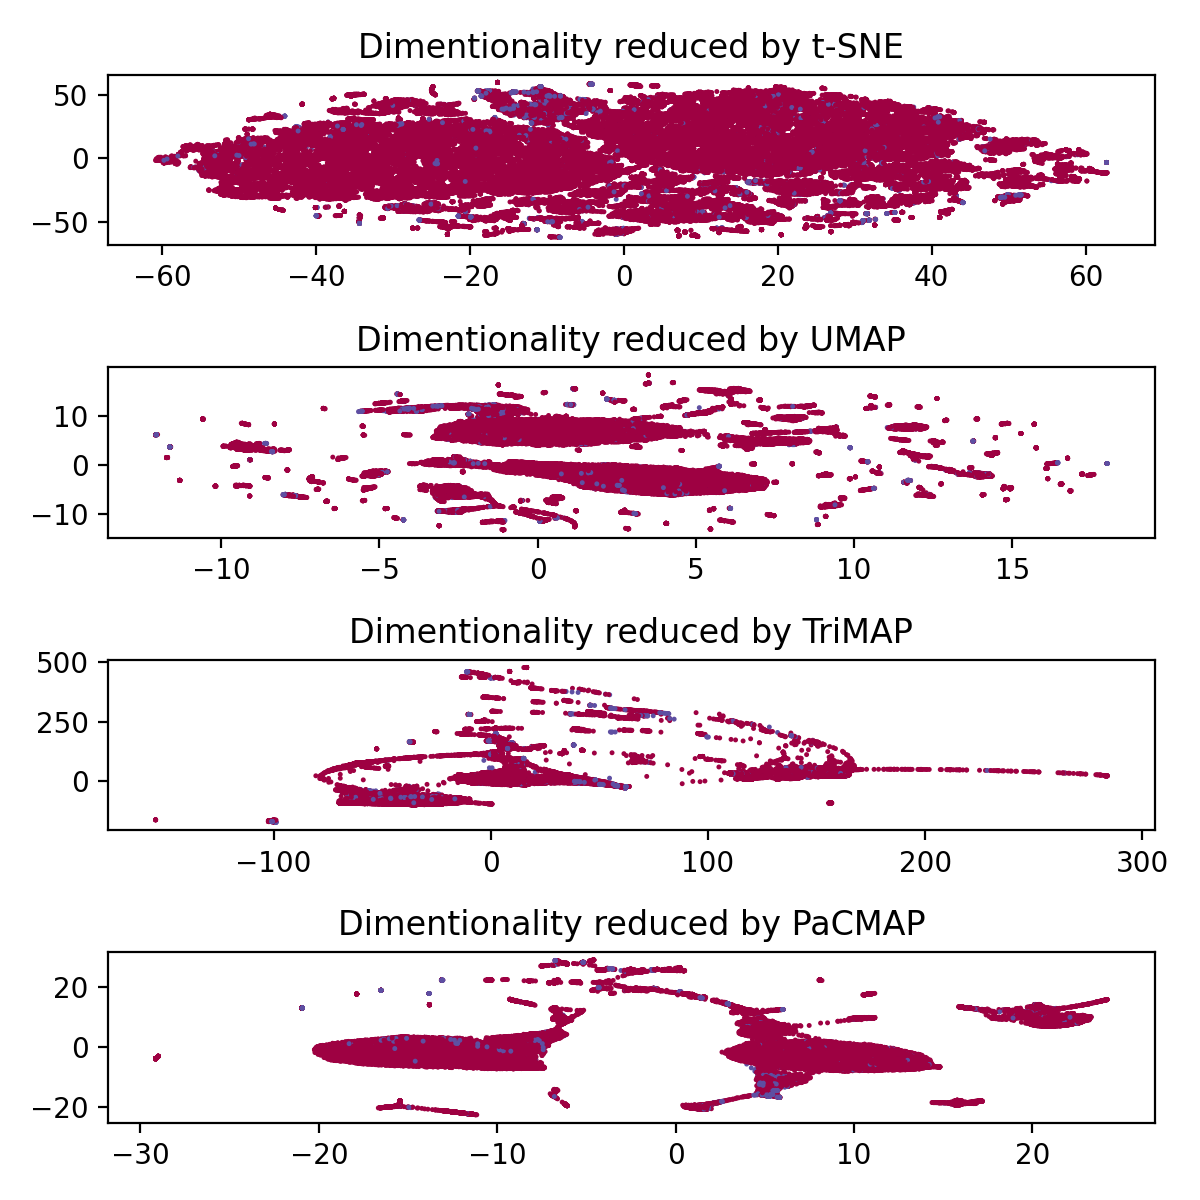 Dimentionality reduced by t-SNE
50
0
−50
−60 −40 −20 0 20 40 60
Dimentionality reduced by UMAP
10
0
−10
−10 −5 0 5 10 15
Dimentionality reduced by TriMAP
500
250
0
−100 0 100 200 300
Dimentionality reduced by PaCMAP
20
0
−20
−30 −20 −10 0 10 20